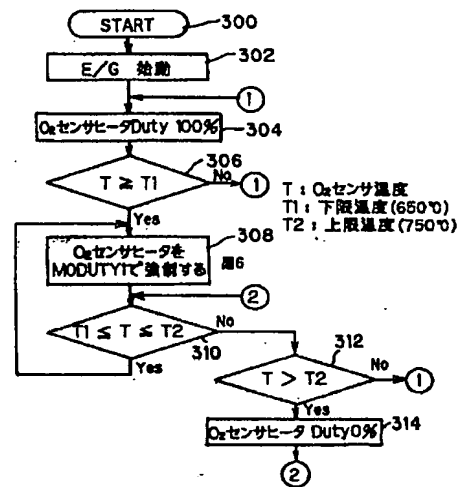 START
300
E/G 始動
302
①
O₂センサヒータDuty 100%
304
T ≥ T1
306
No
①
Yes
T : O₂センサ温度
T1 : 下限温度(650℃)
T2 : 上限温度(750℃)
O₂センサヒータを
MODUTY1で強制する
308
図6
②
T1 ≤ T ≤ T2
310
No
Yes
T > T2
312
No
①
Yes
O₂センサヒータ Duty0%
314
②